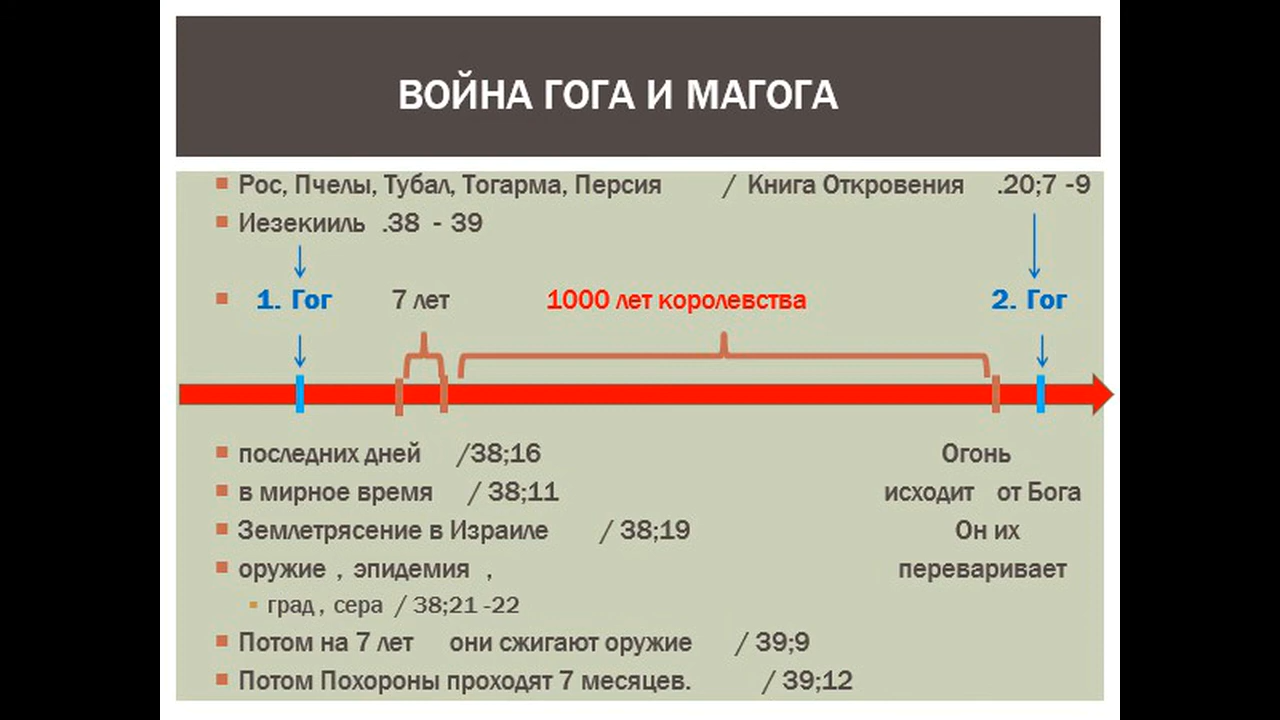 ВОЙНА ГОГА И МАГОГА
Рос, Пчелы, Тубал, Тогарма, Персия / Книга Откровения .20;7 -9
Иезекииль .38 - 39
1. Гог 7 лет 1000 лет королевства 2. Гог
последних дней /38;16 Огонь
в мирное время / 38;11 исходит от Бога
Землетрясение в Израиле / 38;19 Он их
оружие , эпидемия , переваривает
град , сера / 38;21 -22
Потом на 7 лет они сжигают оружие / 39;9
Потом Похороны проходят 7 месяцев. / 39;12